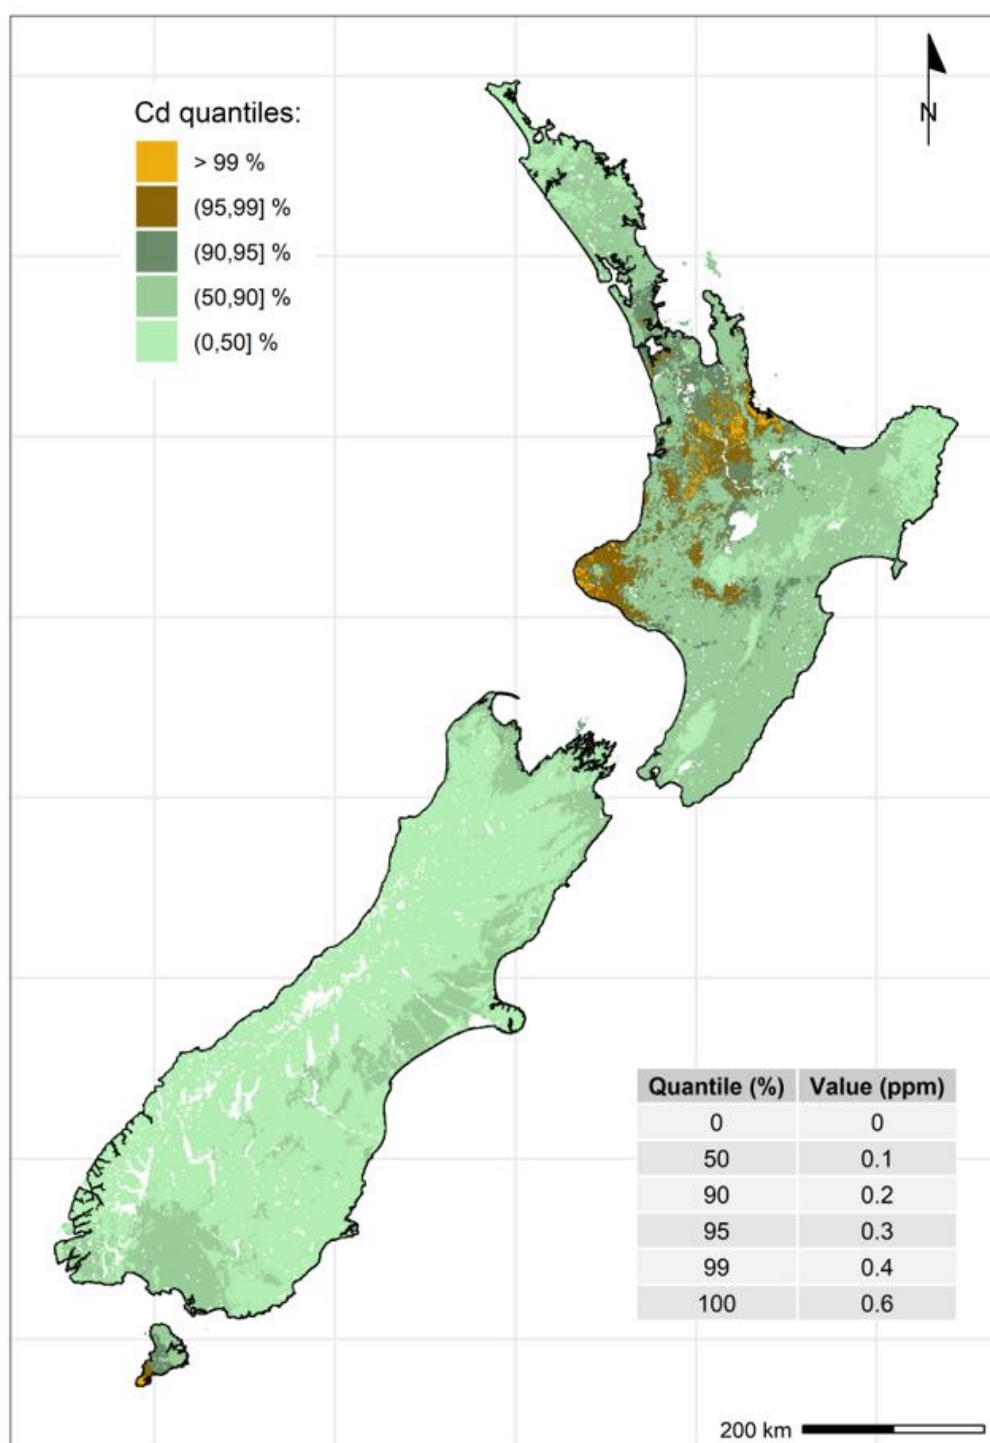 N
Cd quantiles:
> 99 %
(95,99] %
(90,95] %
(50,90] %
(0,50] %
Quantile (%) Value (ppm)
0 0
50 0.1
90 0.2
95 0.3
99 0.4
100 0.6
200 km